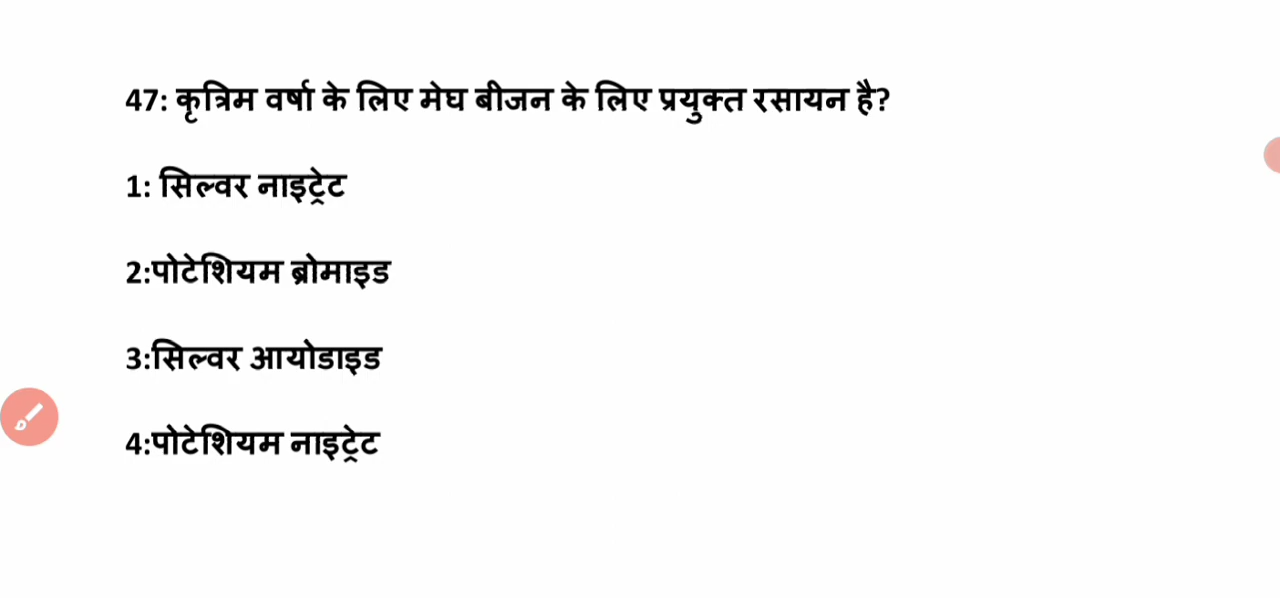 47: कृत्रिम वर्षा के लिए मेघ बीजन के लिए प्रयुक्त रसायन है?
1: सिल्वर नाइट्रेट
2:पोटेशियम ब्रोमाइड
3:सिल्वर आयोडाइड
4:पोटेशियम नाइट्रेट